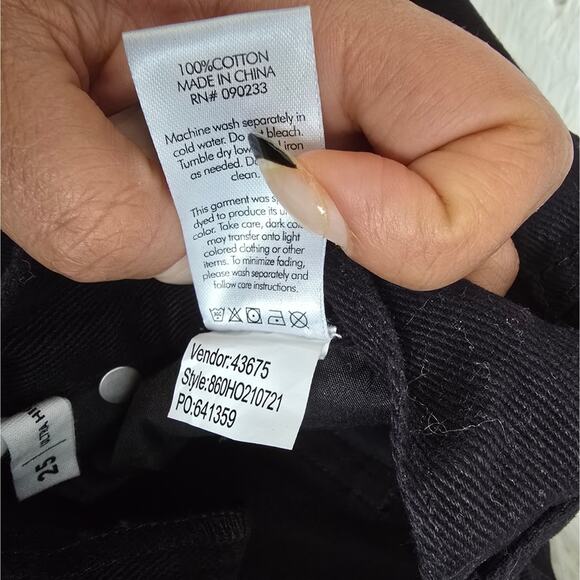 100%COTTON
MADE IN CHINA
RN# 090233
Machine wash separately in
cold water. Do bleach.
Tumble dry low iron
as needed.
clean.
This garment was
dyed to produce its
color. Take care, dark
may transfer onto light
colored clothing or other
items. To minimize fading,
please wash separately and
follow care instructions.
Vendor:43675
Style:860HO210721
PO:641359
25
ULTRA